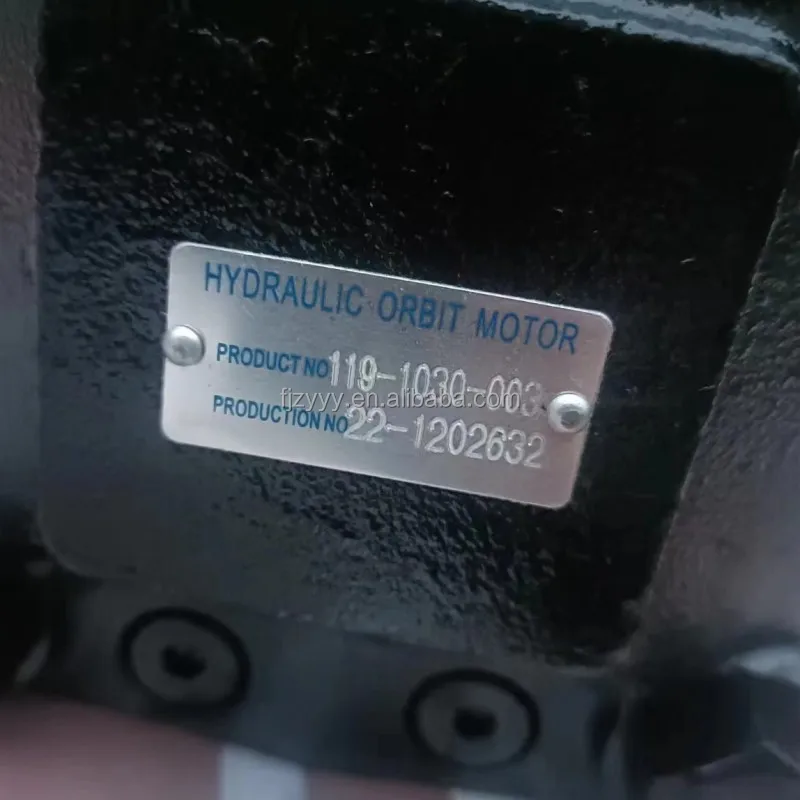 HYDRAULIC ORBIT MOTOR
PRODUCT NO 119-1030-003
fjzyyy.en.alibaba.com
PRODUCTION NO 22-1202632